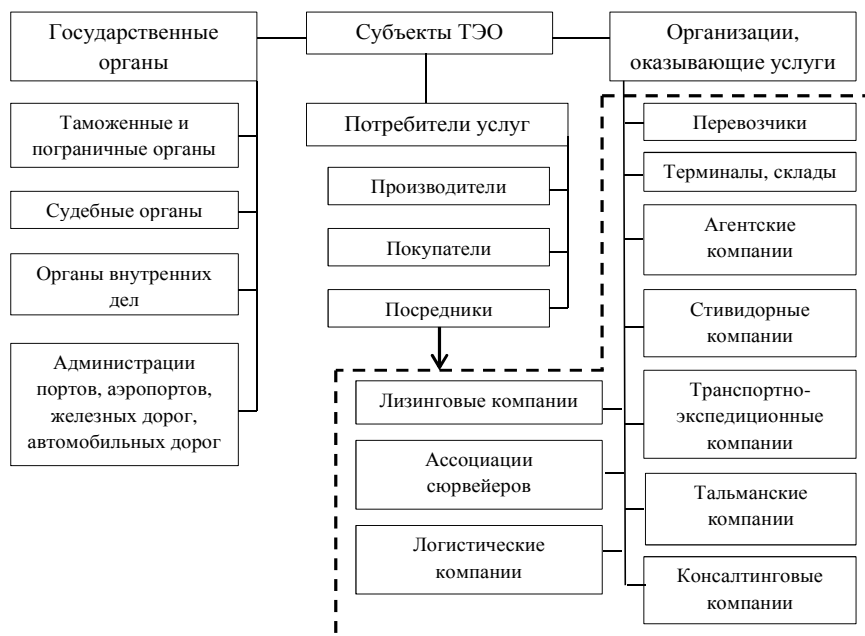 Субъекты ТЭО
Государственные
органы
Таможенные и
пограничные органы
Судебные органы
Органы внутренних
дел
Администрации
портов, аэропортов,
железных дорог,
автомобильных дорог
Потребители услуг
Производители
Покупатели
Посредники
Организации,
оказывающие услуги
Перевозчики
Терминалы, склады
Агентские
компании
Стивидорные
компании
Транспортно-
экспедиционные
компании
Тальманские
компании
Консалтинговые
компании
Лизинговые компании
Ассоциации
сюрвейеров
Логистические
компании